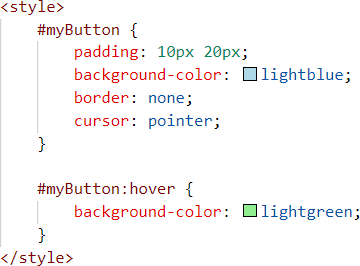 <style>
#myButton {
padding: 10px 20px;
background-color: lightblue;
border: none;
cursor: pointer;
}
#myButton:hover {
background-color: lightgreen;
}
</style>